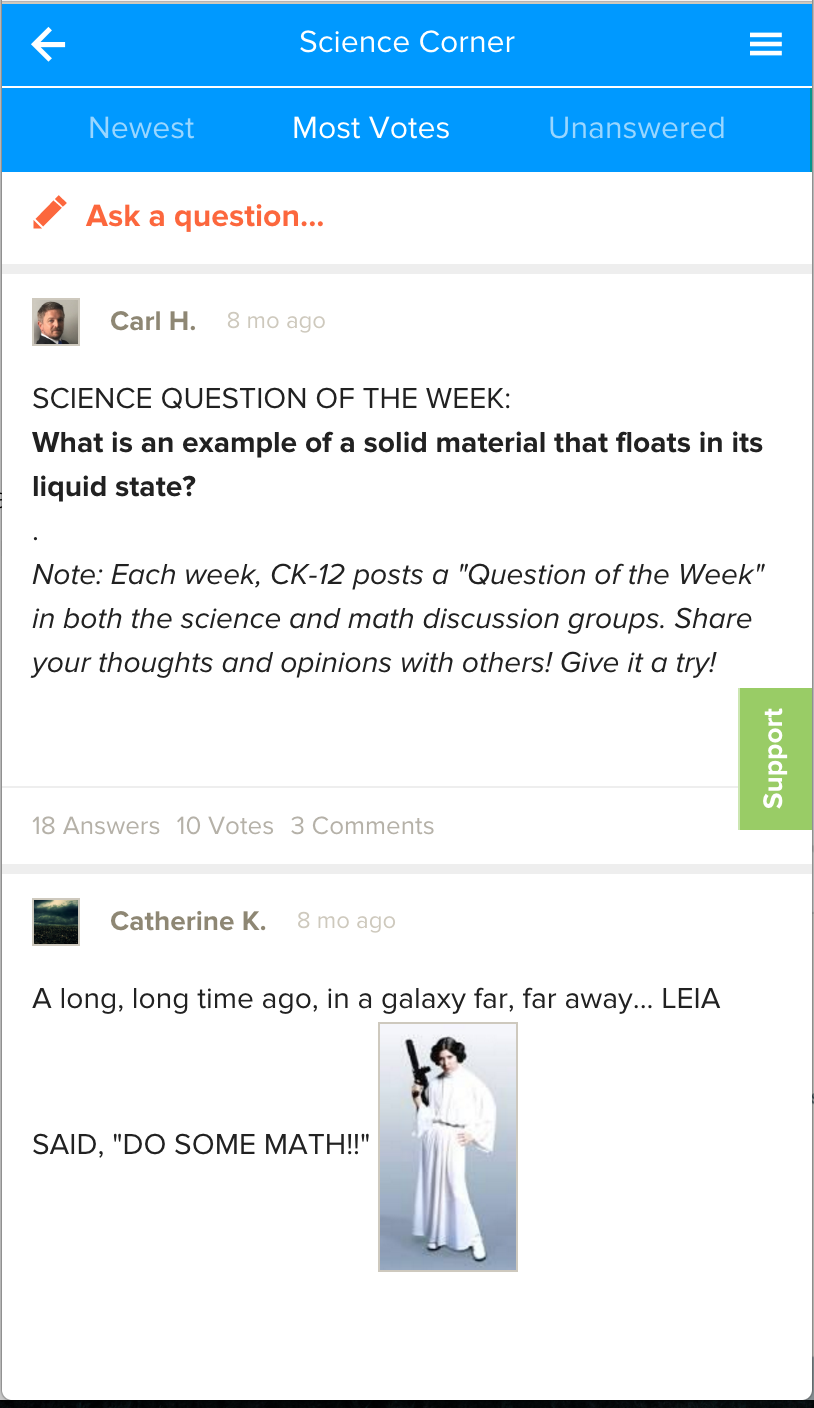 Science Corner
Newest Most Votes Unanswered
Ask a question...
Carl H. 8 mo ago
SCIENCE QUESTION OF THE WEEK:
What is an example of a solid material that floats in its
liquid state?
.
Note: Each week, CK-12 posts a "Question of the Week"
in both the science and math discussion groups. Share
your thoughts and opinions with others! Give it a try!
Support
18 Answers 10 Votes 3 Comments
Catherine K. 8 mo ago
A long, long time ago, in a galaxy far, far away... LEIA
SAID, "DO SOME MATH!!"